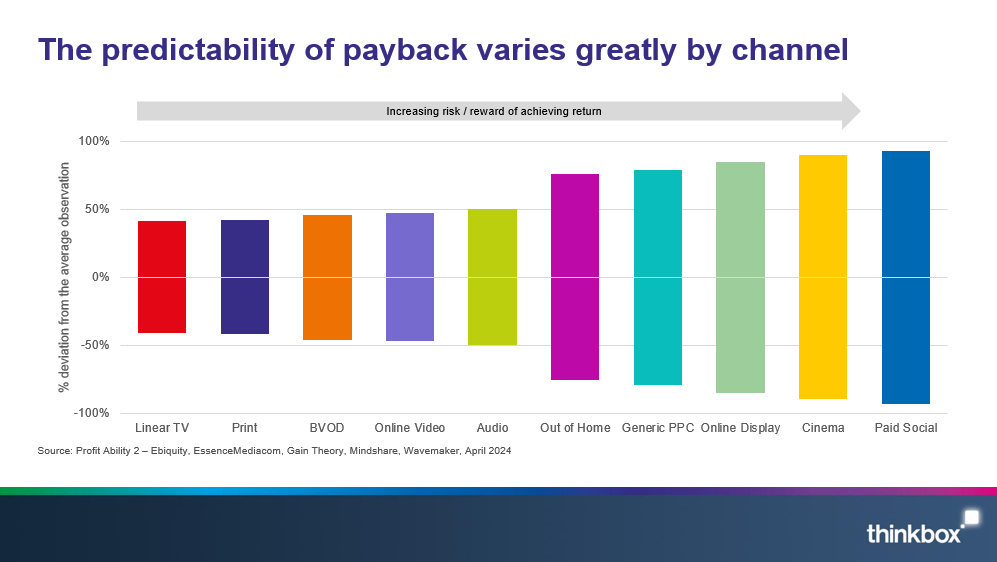 The predictability of payback varies greatly by channel
Increasing risk / reward of achieving return
% deviation from the average observation
100%
50%
0%
-50%
-100%
Linear TV Print BVOD Online Video Audio Out of Home Generic PPC Online Display Cinema Paid Social
Source: Profit Ability 2 – Ebiquity, EssenceMediacom, Gain Theory, Mindshare, Wavemaker, April 2024
thinkbox